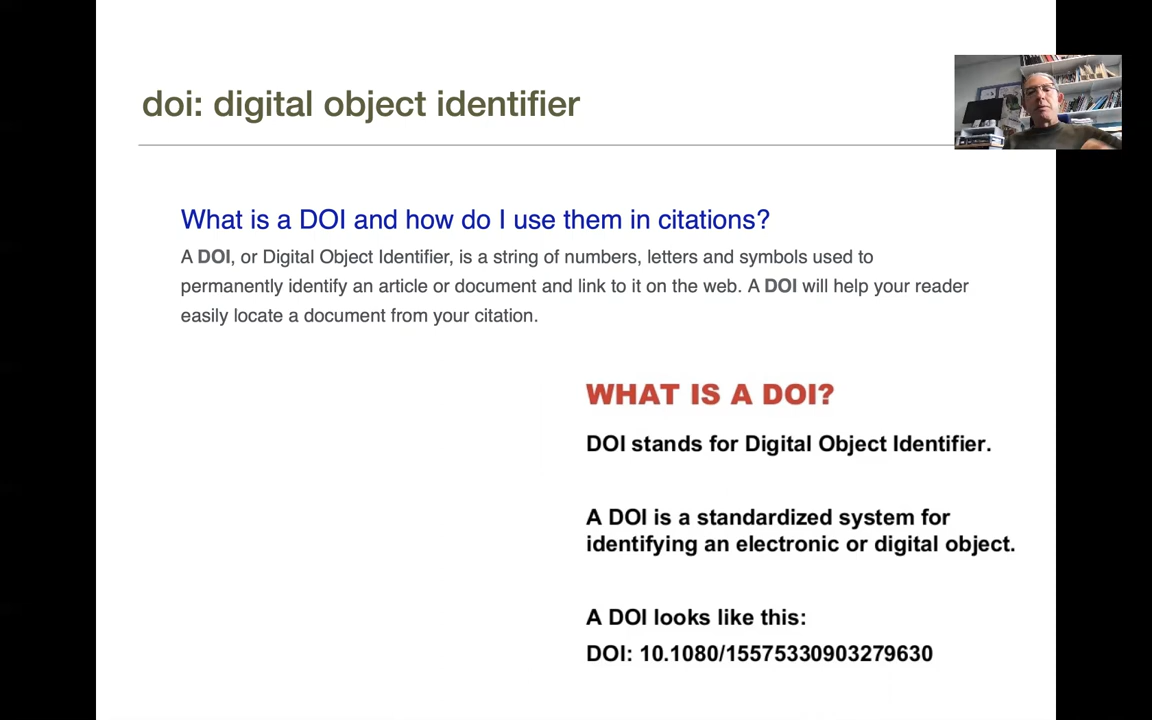 doi: digital object identifier
What is a DOI and how do I use them in citations?
A DOI, or Digital Object Identifier, is a string of numbers, letters and symbols used to
permanently identify an article or document and link to it on the web. A DOI will help your reader
easily locate a document from your citation.
WHAT IS A DOI?
DOI stands for Digital Object Identifier.
A DOI is a standardized system for
identifying an electronic or digital object.
A DOI looks like this:
DOI: 10.1080/15575330903279630